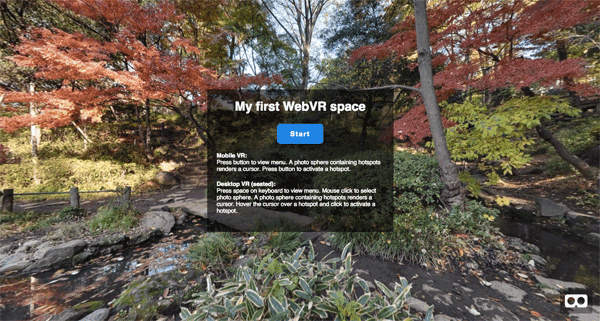 My first WebVR space
Start
Mobile VR:
Press button to view menu. A photo sphere containing hotspots
renders a cursor. Press button to activate a hotspot.
Desktop VR (seated):
Press space on keyboard to view menu. Mouse click to select
photo sphere. A photo sphere containing hotspots renders a
cursor. Hover the cursor over a hotspot and click to activate a
hotspot.